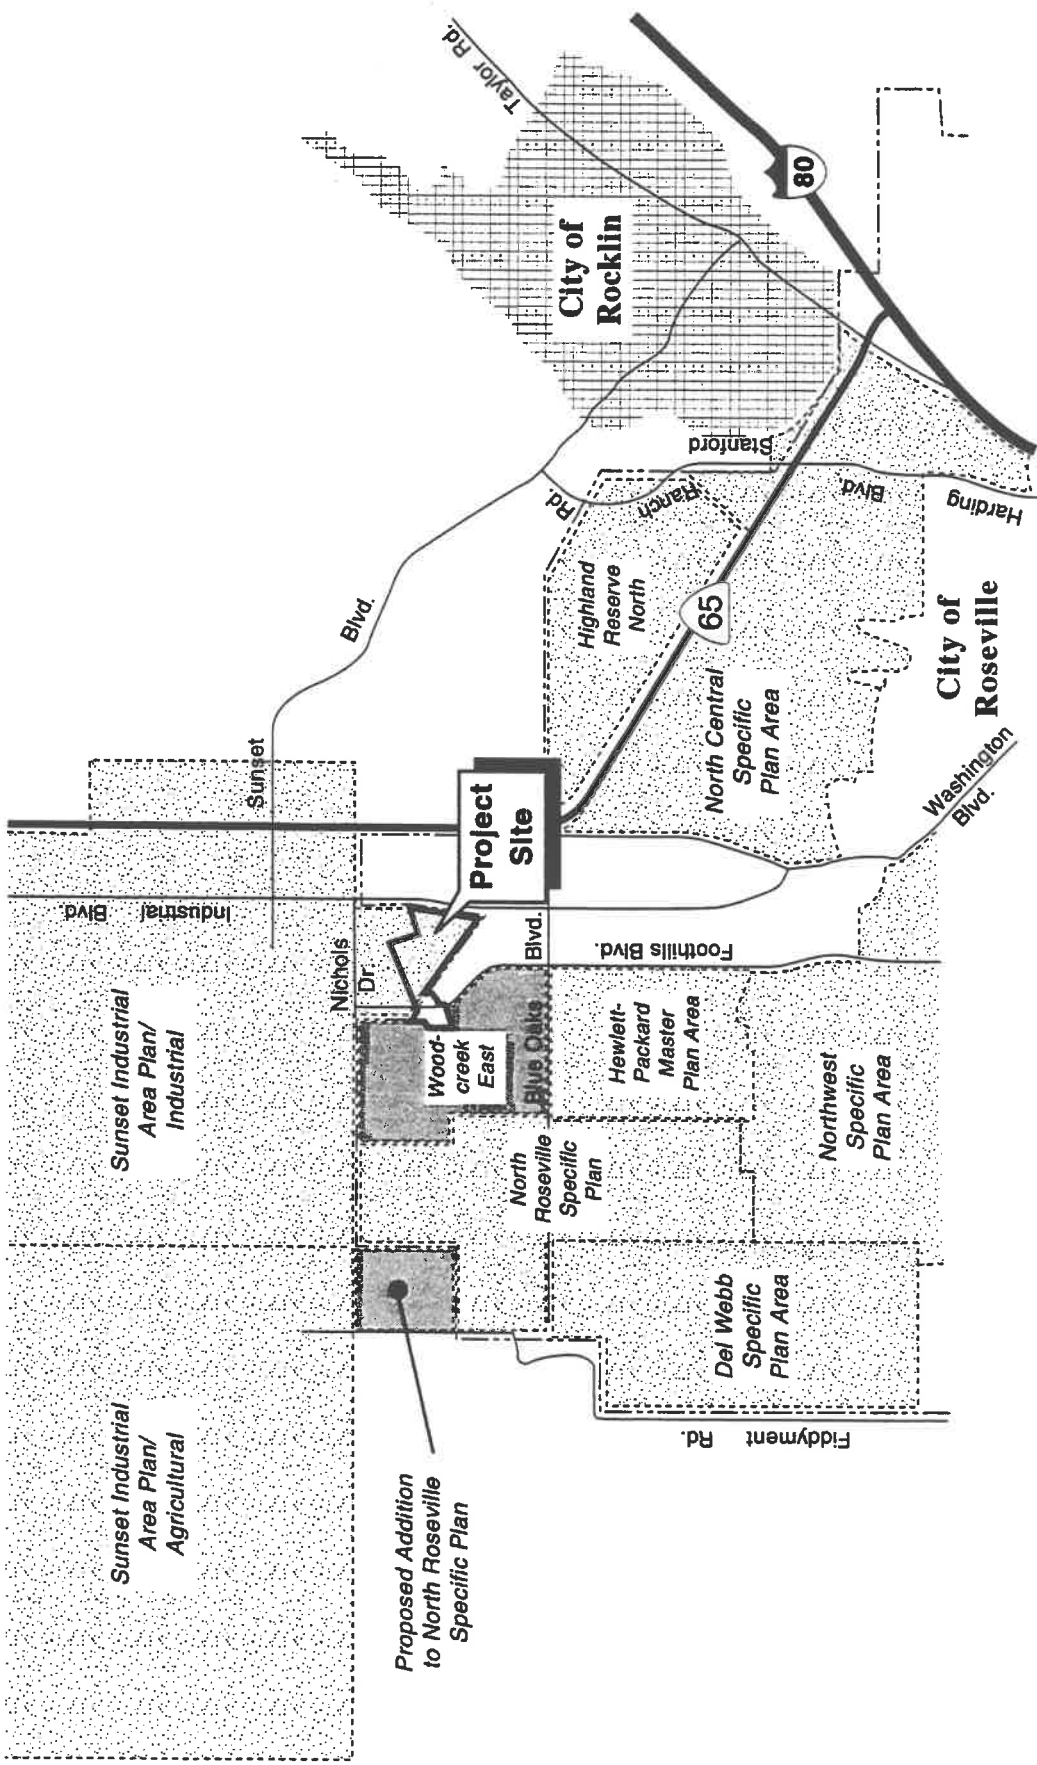 Sunset Industrial
Area Plan/
Agricultural
Sunset Industrial
Area Plan/
Industrial
Industrial Blvd
Sunset
Blvd.
Taylor Rd.
Proposed Addition
to North Roseville
Specific Plan
Nichols
Dr.
Wood-
creek
East
Project
Site
City of
Rocklin
80
North
Roseville
Specific
Plan
Blue Oaks
Blvd.
Highland
Reserve
North
Stanford
Ranch
Rd.
Fiddyment Rd.
Del Webb
Specific
Plan Area
Hewlett-
Packard
Master
Plan Area
Foothills Blvd.
65
North Central
Specific
Plan Area
Northwest
Specific
Plan Area
Washington
Blvd.
City of
Roseville
Harding
Blvd.